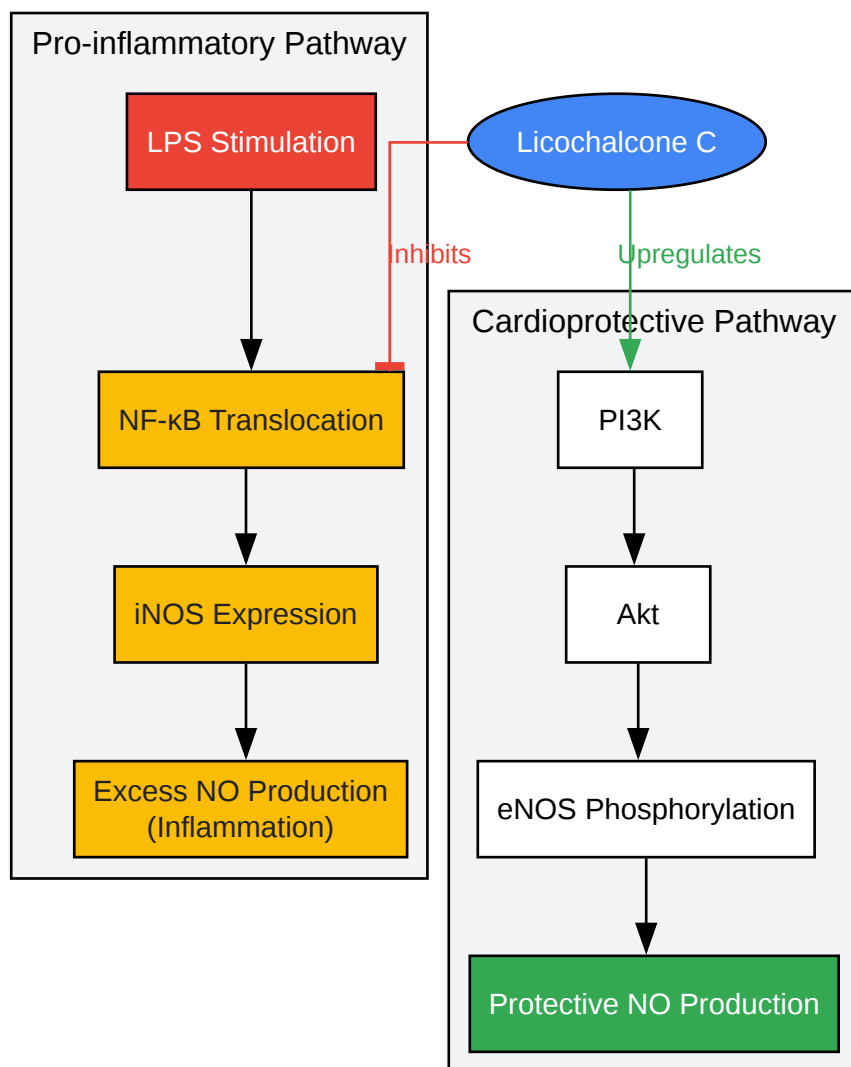 Pro-inflammatory Pathway
LPS Stimulation
Licochalcone C
Inhibits
Upregulates
Cardioprotective Pathway
NF-κB Translocation
PI3K
iNOS Expression
Akt
Excess NO Production
(Inflammation)
eNOS Phosphorylation
Protective NO Production